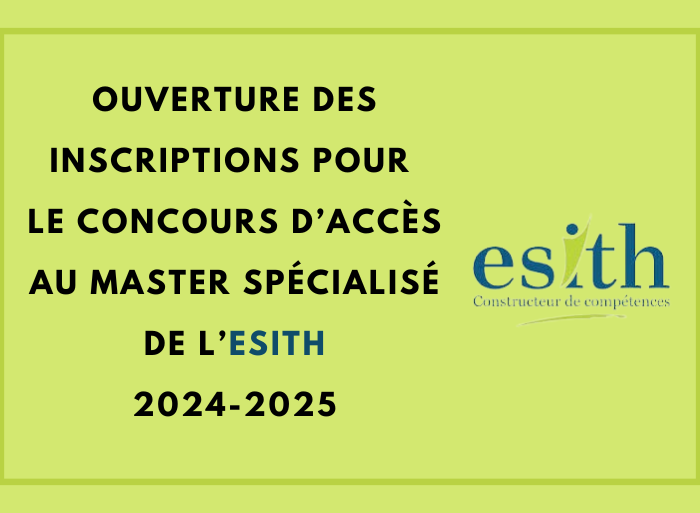 OUVERTURE DES
INSCRIPTIONS POUR
LE CONCOURS D’ACCÈS
AU MASTER SPÉCIALISÉ
DE L’ESITH
2024-2025
esith
Constructeur de compétences